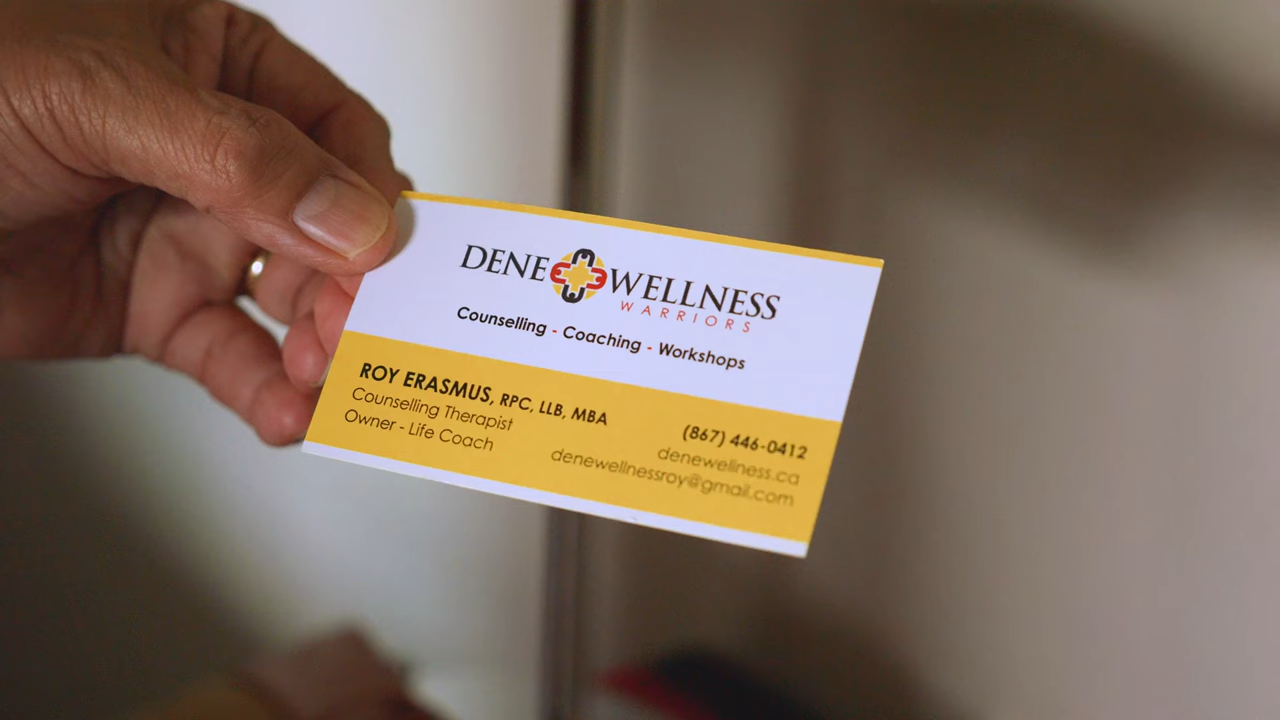 DENE WELLNESS
WARRIORS
Counselling - Coaching - Workshops
ROY ERASMUS, RPC, LLB, MBA
Counselling Therapist
Owner - Life Coach
(867) 446-0412
denewellness.ca
denewellnessroy@gmail.com